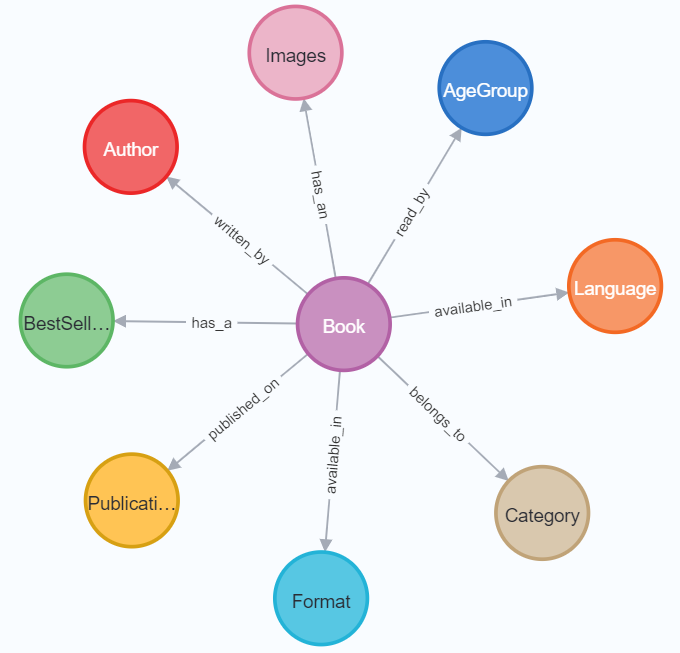 Images
AgeGroup
Author
has_an
read_by
written_by
Language
available_in
BestSell...
has_a
Book
published_on
belongs_to
available_in
Publicati...
Category
Format